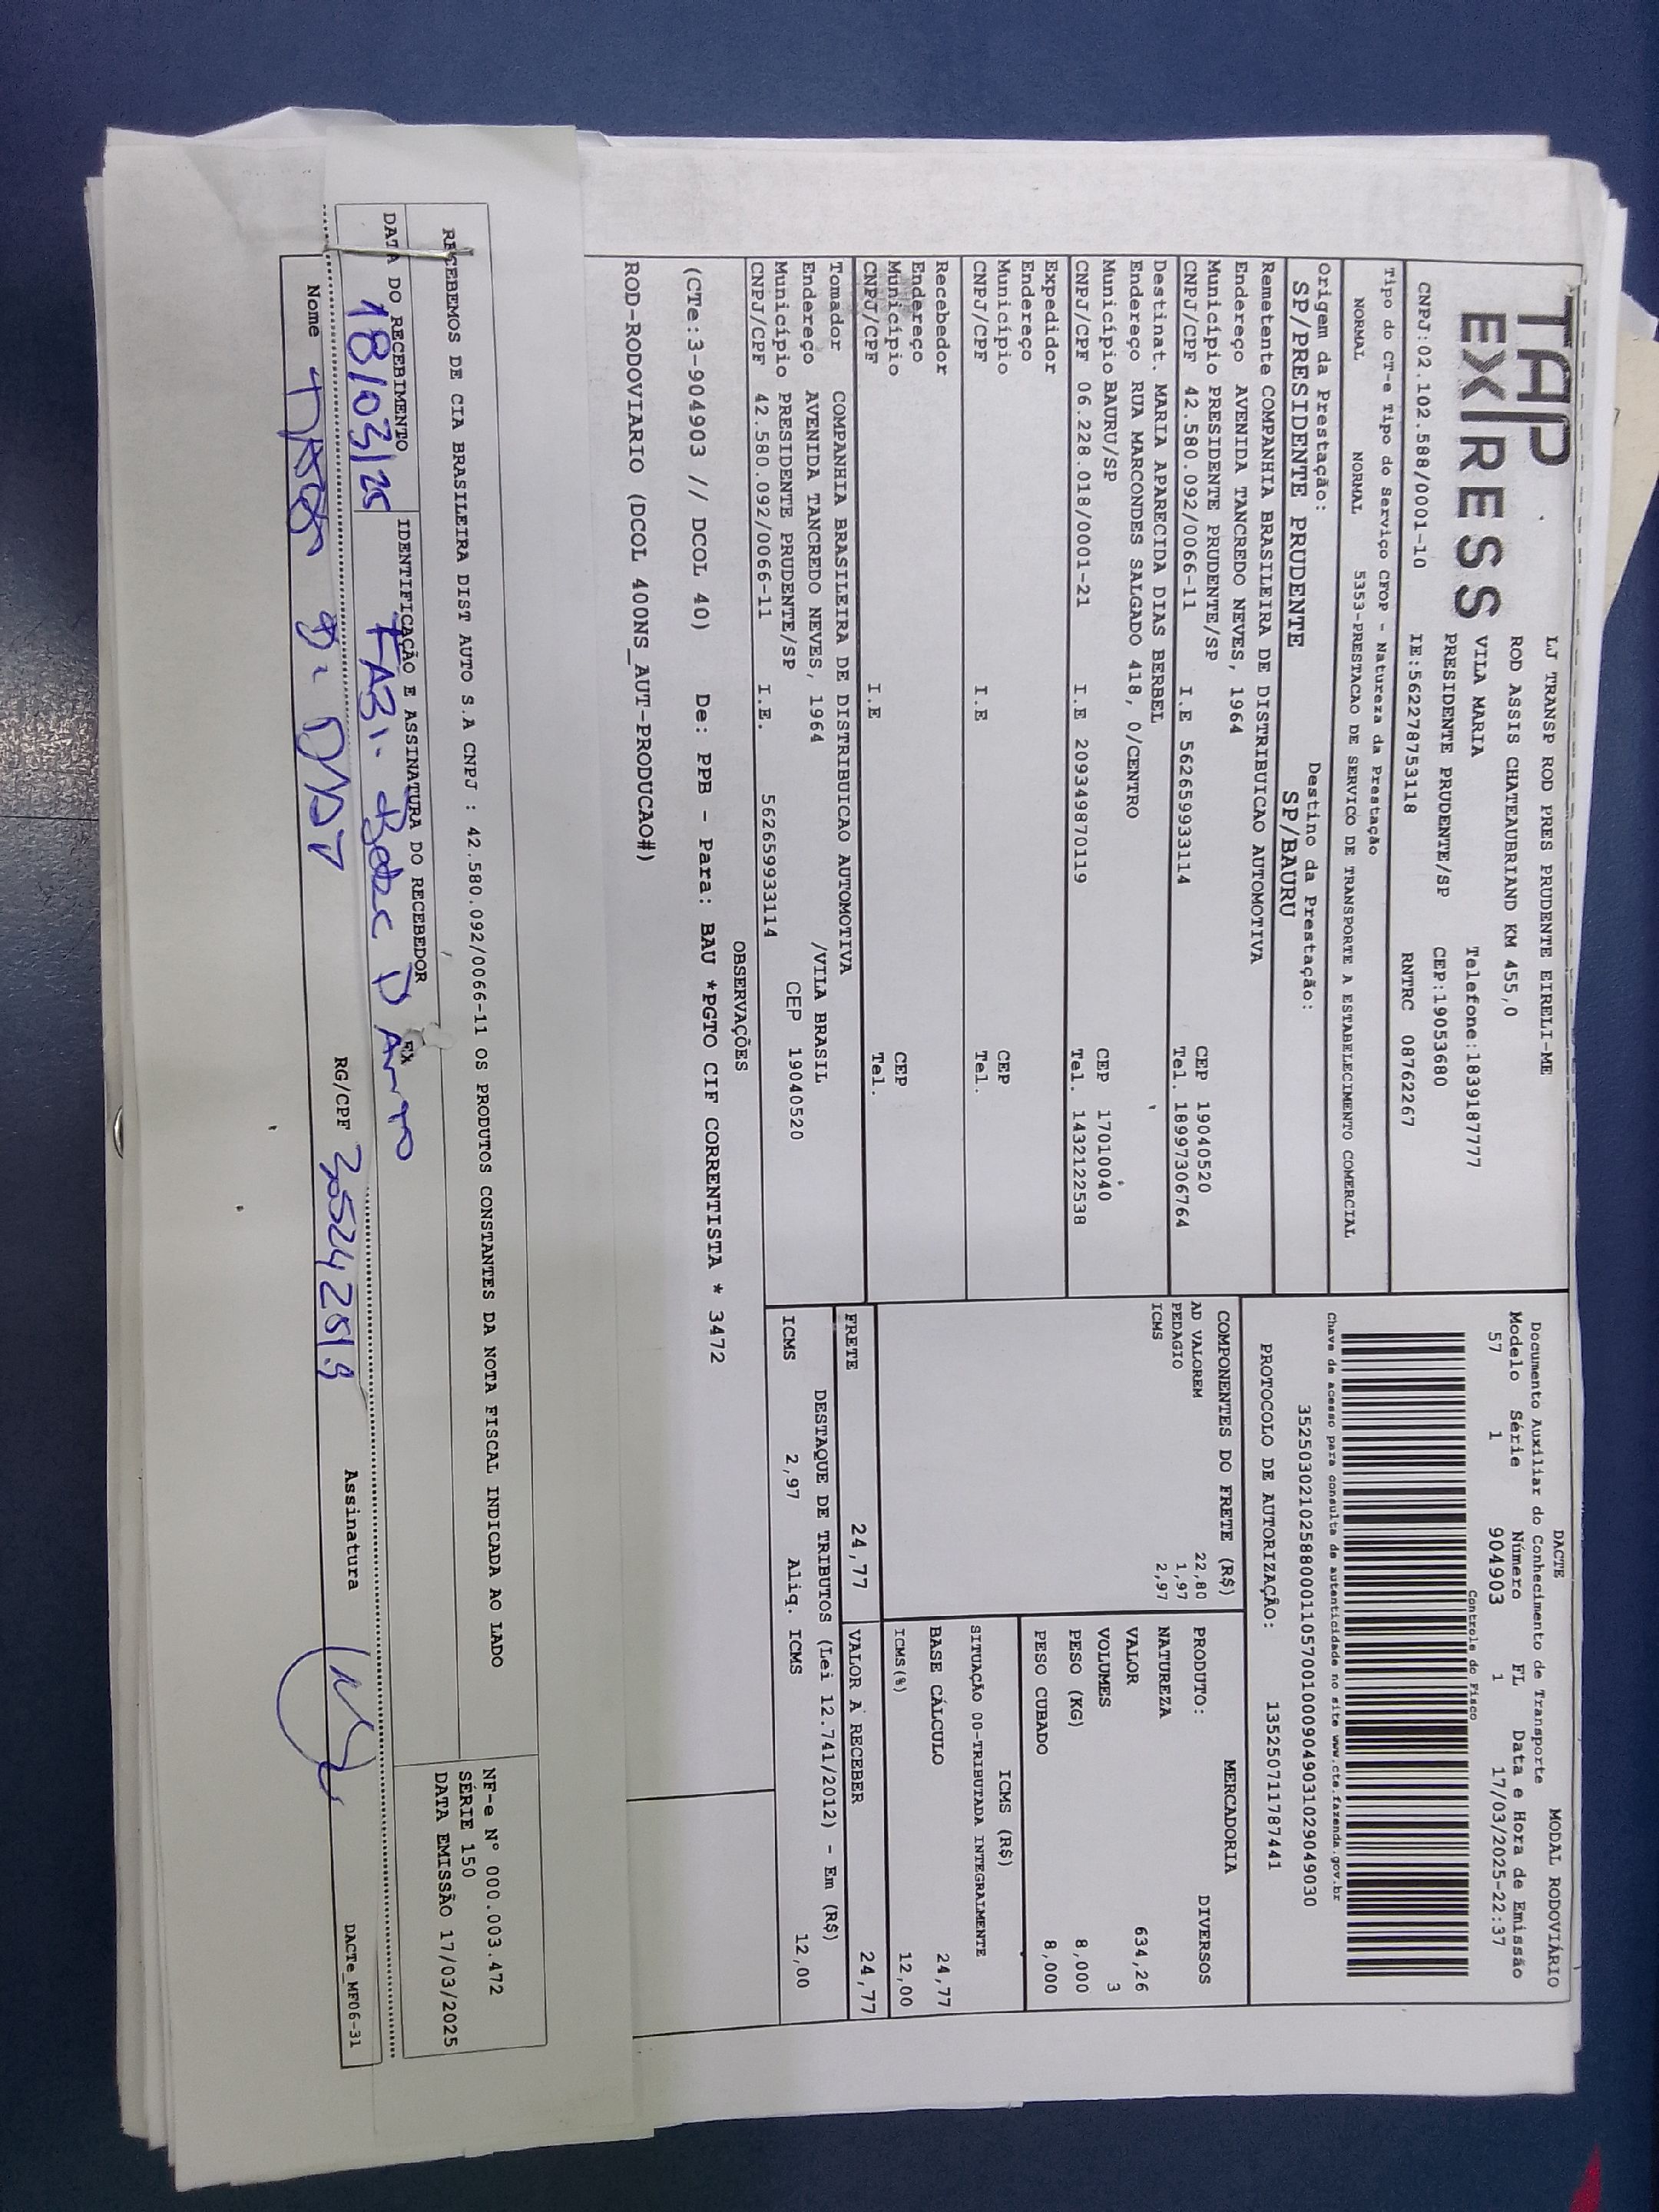 TAP EXPRESS
LJ TRANSP ROD PRES PRUDENTE EIRELI-ME
ROD ASSIS CHATEAUBRIAND KM 455,0
VILA MARIA Telefone:1839187777
PRESIDENTE PRUDENTE/SP CEP:19053680
CNPJ:02.102.588/0001-10 IE:562278753118 RNTRC 08762267
Tipo do CT-e Tipo do Serviço CFOP - Natureza da Prestação
NORMAL NORMAL 5353-PRESTACAO DE SERVICO DE TRANSPORTE A ESTABELECIMENTO COMERCIAL
Origem da Prestação: Destino da Prestação:
SP/PRESIDENTE PRUDENTE SP/BAURU
Remetente COMPANHIA BRASILEIRA DE DISTRIBUICAO AUTOMOTIVA
Endereço AVENIDA TANCREDO NEVES, 1964
Município PRESIDENTE PRUDENTE/SP CEP 19040520
CNPJ/CPF 42.580.092/0066-11 I.E 562659933114 Tel. 18997306764
Destinat. MARIA APARECIDA DIAS BERBEL
Endereço RUA MARCONDES SALGADO 418, 0/CENTRO
Município BAURU/SP CEP 17010040
CNPJ/CPF 06.228.018/0001-21 I.E 209349870119 Tel. 1432122538
Expedidor
Endereço
Município CEP
CNPJ/CPF I.E Tel.
Recebedor
Endereço
Município CEP
CNPJ/CPF I.E Tel.
Tomador COMPANHIA BRASILEIRA DE DISTRIBUICAO AUTOMOTIVA
Endereço AVENIDA TANCREDO NEVES, 1964 /VILA BRASIL
Município PRESIDENTE PRUDENTE/SP CEP 19040520
CNPJ/CPF 42.580.092/0066-11 I.E. 562659933114
DACTE MODAL RODOVIÁRIO
Documento Auxiliar do Conhecimento de Transporte
Modelo Série Número FL Data e Hora de Emissão
57 1 904903 1 17/03/2025-22:37
Controle do Fisco
Chave de acesso para consulta de autenticidade no site www.cte.fazenda.gov.br
35250302102588000110570010009049031029049030
PROTOCOLO DE AUTORIZAÇÃO: 135250711787441
COMPONENTES DO FRETE (R$)
AD VALOREM 22,80
PEDAGIO 1,97
ICMS 2,97
MERCADORIA
PRODUTO: DIVERSOS
NATUREZA
VALOR 634,26
VOLUMES 3
PESO (KG) 8,000
PESO CUBADO 8,000
ICMS (R$)
SITUAÇÃO 00-TRIBUTADA INTEGRALMENTE
BASE CÁLCULO 24,77
ICMS(%) 12,00
FRETE 24,77 VALOR A RECEBER 24,77
DESTAQUE DE TRIBUTOS (Lei 12.741/2012) - Em (R$)
ICMS 2,97 Aliq. ICMS 12,00
OBSERVAÇÕES
(CTe:3-904903 // DCOL 40) De: PPB - Para: BAU *PGTO CIF CORRENTISTA * 3472
ROD-RODOVIARIO (DCOL 400NS_AUT-PRODUCAO#)
RECEBEMOS DE CIA BRASILEIRA DIST AUTO S.A CNPJ : 42.580.092/0066-11 OS PRODUTOS CONSTANTES DA NOTA FISCAL INDICADA AO LADO
NF-e Nº 000.003.472
SÉRIE 150
DATA EMISSÃO 17/03/2025
DATA DO RECEBIMENTO IDENTIFICAÇÃO E ASSINATURA DO RECEBEDOR
18/03/25
Nome RG/CPF Assinatura DACTe_MF06-31